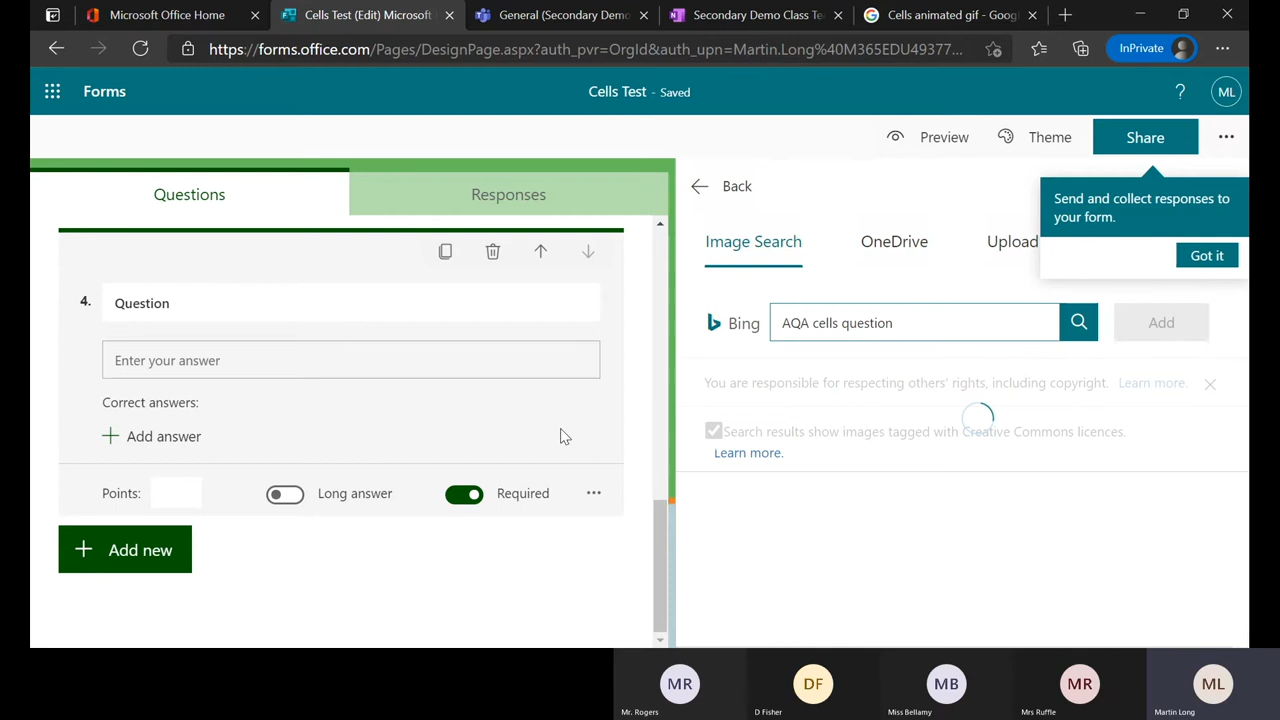 Microsoft Office Home
Cells Test (Edit) Microsoft
General (Secondary Demo
Secondary Demo Class Te
Cells animated gif - Goog
https://forms.office.com/Pages/DesignPage.aspx?auth_pvr=OrgId&auth_upn=Martin.Long%40M365EDU49377...
InPrivate
Forms
Cells Test - Saved
? ML
Preview
Theme
Share
Questions
Responses
Back
Send and collect responses to
your form.
Got it
Image Search
OneDrive
Upload
4. Question
Enter your answer
Correct answers:
Add answer
Points:
Long answer
Required
Add new
Bing
AQA cells question
Add
You are responsible for respecting others' rights, including copyright. Learn more.
Search results show images tagged with Creative Commons licences.
Learn more.
MR
DF
MB
MR
ML
Mr. Rogers
D Fisher
Miss Bellamy
Mrs Ruffle
Martin Long